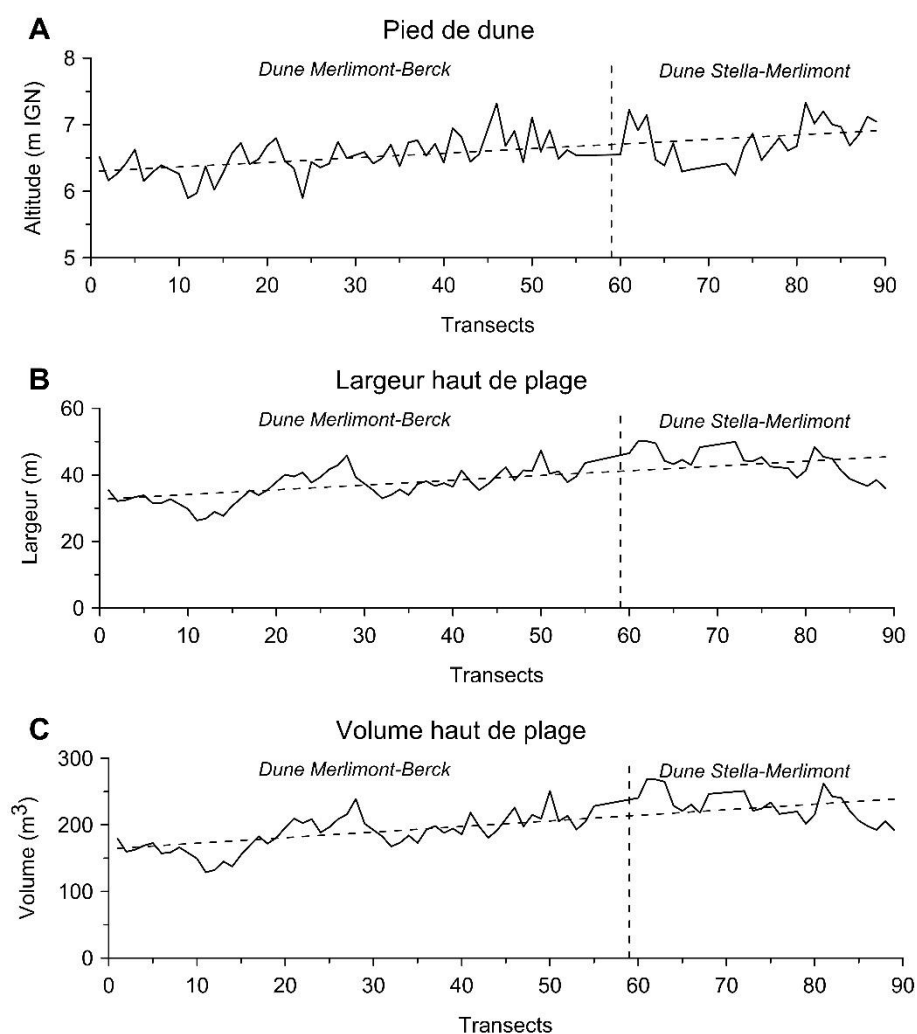 A
Pied de dune
Dune Merlimont-Berck
Dune Stella-Merlimont
Altitude (m IGN)
8
7
6
5
0 10 20 30 40 50 60 70 80 90
Transects
B
Largeur haut de plage
Dune Merlimont-Berck
Dune Stella-Merlimont
Largeur (m)
60
40
20
0
0 10 20 30 40 50 60 70 80 90
Transects
C
Volume haut de plage
Dune Merlimont-Berck
Dune Stella-Merlimont
Volume (m³)
300
200
100
0
0 10 20 30 40 50 60 70 80 90
Transects